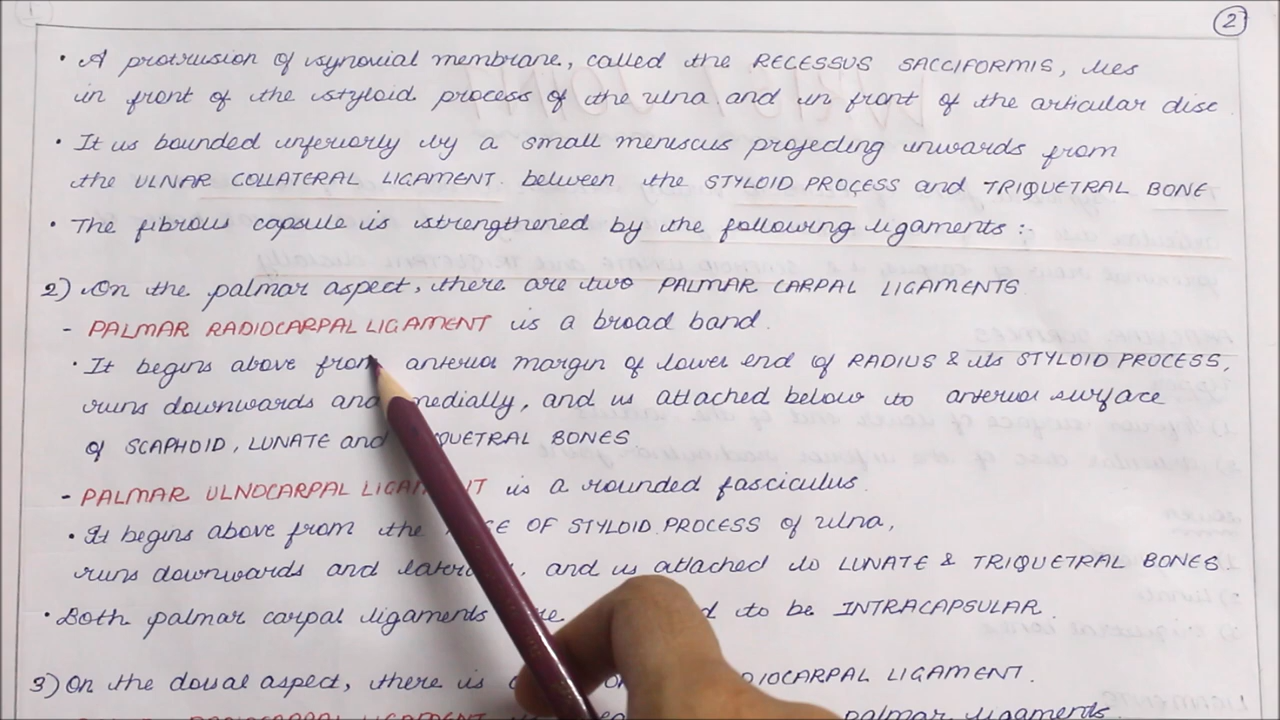 2
• A protrusion of synovial membrane, called the RECESSUS SACCIFORMIS, lies
in front of the styloid process of the ulna and in front of the articular disc
• It is bounded inferiorly by a small meniscus projecting inwards from
the ULNAR COLLATERAL LIGAMENT between the STYLOID PROCESS and TRIQUETRAL BONE
• The fibrous capsule is strengthened by the following ligaments :-
2) On the palmar aspect, there are two PALMAR CARPAL LIGAMENTS
- PALMAR RADIOCARPAL LIGAMENT is a broad band.
• It begins above from anterior margin of lower end of RADIUS & its STYLOID PROCESS,
runs downwards and medially, and is attached below to anterior surface
of SCAPHOID, LUNATE and QUETRAL BONES
- PALMAR ULNOCARPAL LIGAMENT is a rounded fasciculus.
• It begins above from the OF STYLOID PROCESS of ulna,
runs downwards and and is attached to LUNATE & TRIQUETRAL BONES
• Both palmar carpal ligaments to be INTRACAPSULAR.
3) On the dorsal aspect, there is DIOCARPAL LIGAMENT.
palmar ligaments.